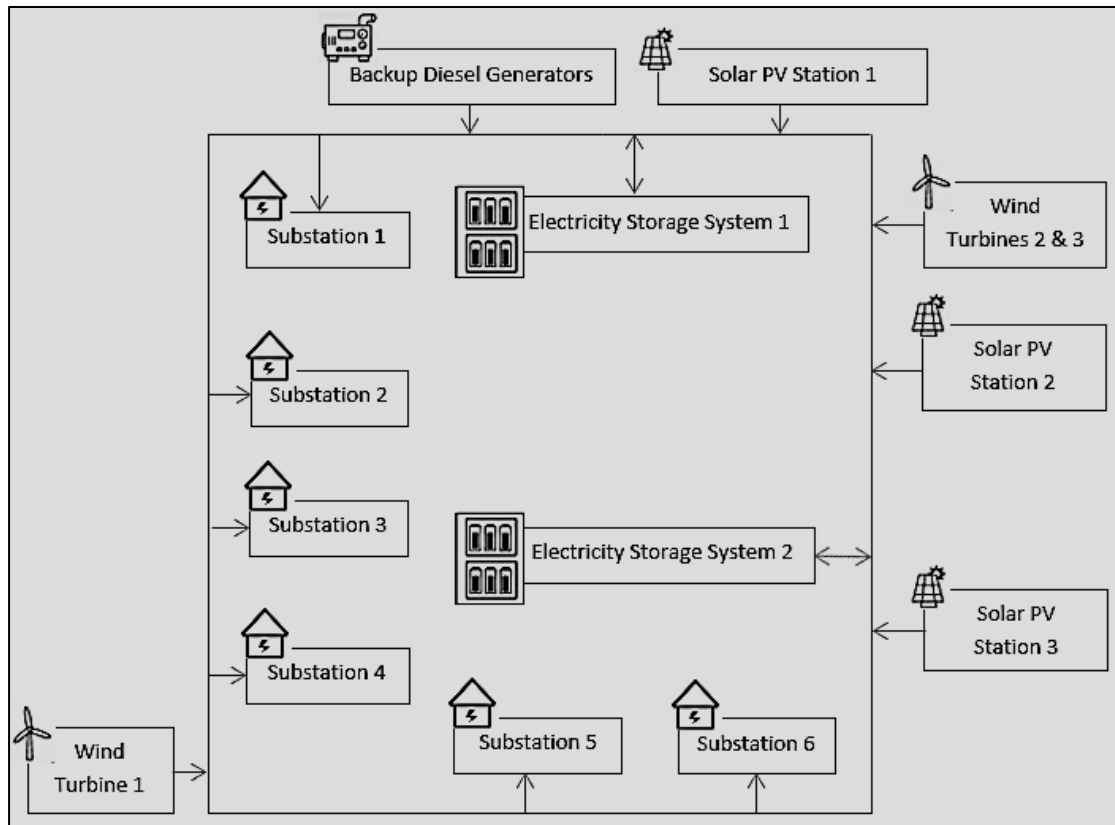 Backup Diesel Generators
Solar PV Station 1
Substation 1
Electricity Storage System 1
Wind
Turbines 2 & 3
Substation 2
Solar PV
Station 2
Substation 3
Electricity Storage System 2
Solar PV
Station 3
Substation 4
Wind
Turbine 1
Substation 5
Substation 6